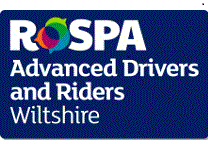 RoSPA
Advanced Drivers
and Riders
Wiltshire